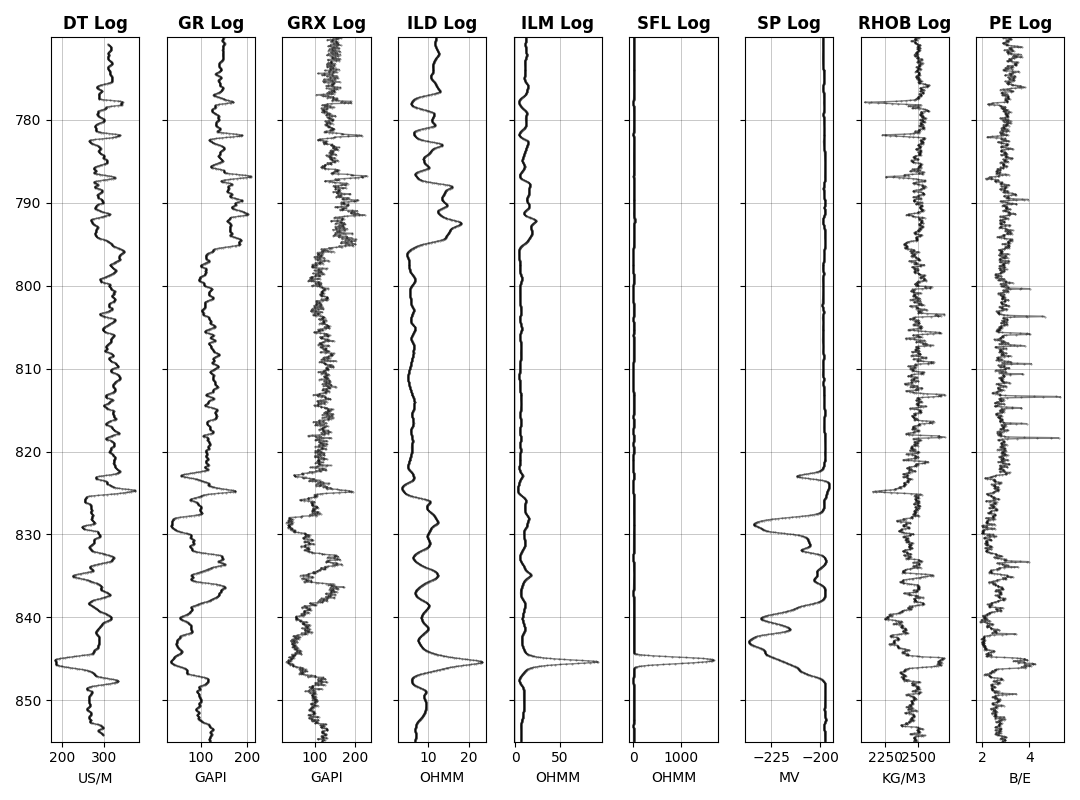 DT Log GR Log GRX Log ILD Log ILM Log SFL Log SP Log RHOB Log PE Log
780
790
800
810
820
830
840
850
200 300 100 200 100 200 10 20 0 50 0 1000 −225 −200 2250 2500 2 4
US/M GAPI GAPI OHMM OHMM OHMM MV KG/M3 B/E